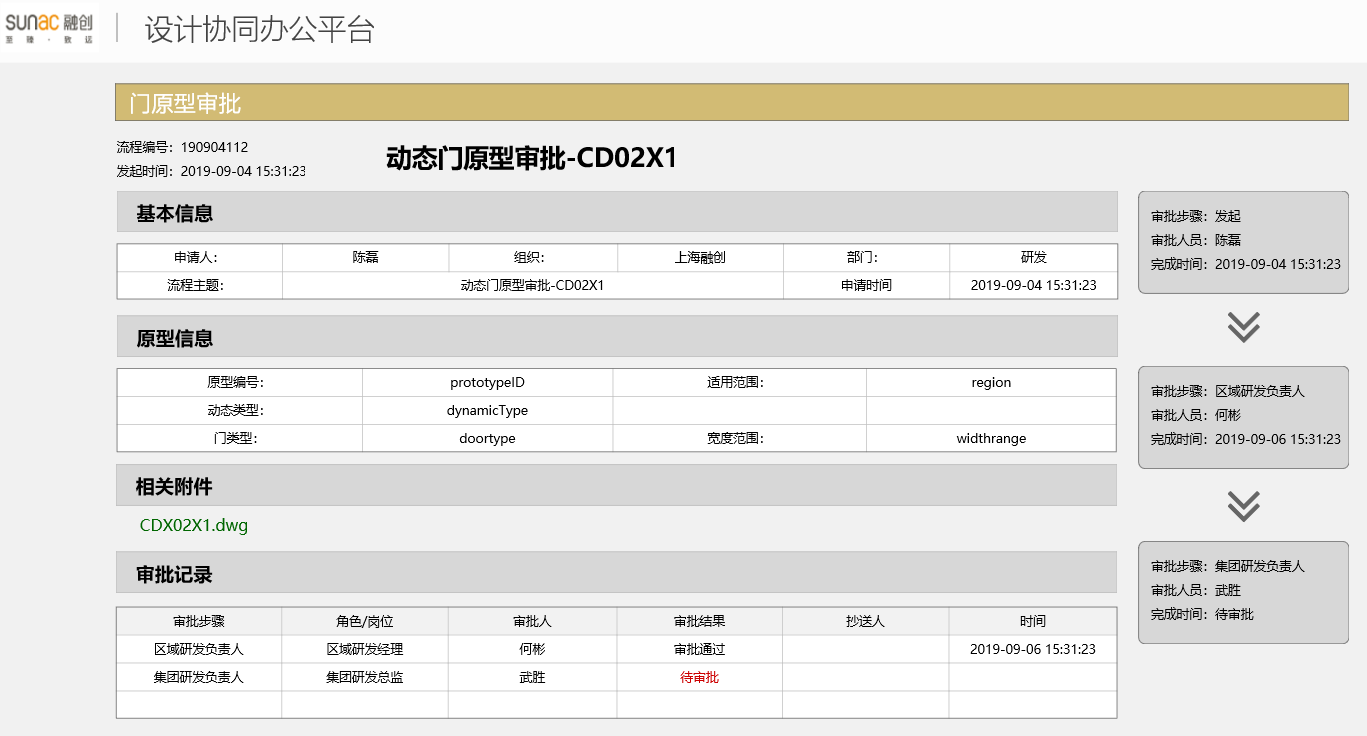 sunac 融创
至臻·致远
设计协同办公平台
门原型审批
流程编号：190904112
发起时间：2019-09-04 15:31:23
动态门原型审批-CD02X1
基本信息
申请人： 陈磊 组织： 上海融创 部门： 研发
流程主题： 动态门原型审批-CD02X1 申请时间 2019-09-04 15:31:23
原型信息
原型编号： prototypeID 适用范围： region
动态类型： dynamicType
门类型： doortype 宽度范围： widthrange
相关附件
CDX02X1.dwg
审批记录
审批步骤 角色/岗位 审批人 审批结果 抄送人 时间
区域研发负责人 区域研发经理 何彬 审批通过 2019-09-06 15:31:23
集团研发负责人 集团研发总监 武胜 待审批
审批步骤：发起
审批人员：陈磊
完成时间：2019-09-04 15:31:23
审批步骤：区域研发负责人
审批人员：何彬
完成时间：2019-09-06 15:31:23
审批步骤：集团研发负责人
审批人员：武胜
完成时间：待审批